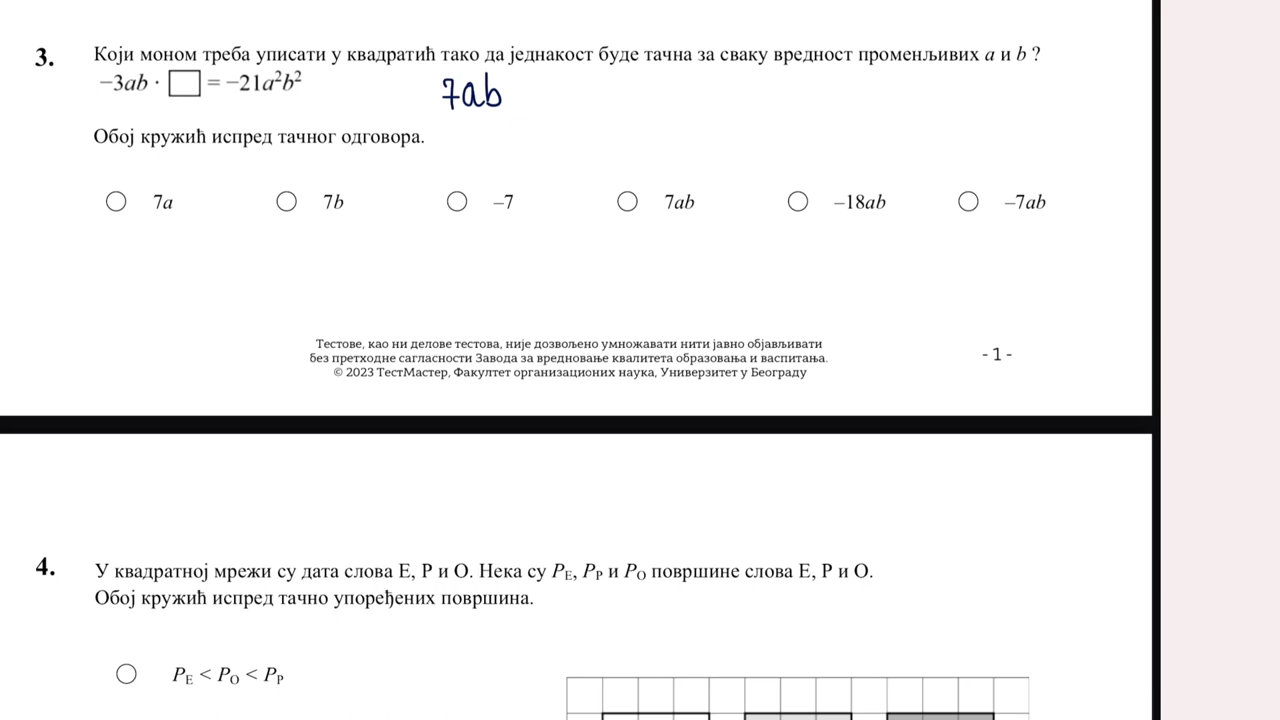 3. Који моном треба уписати у квадратић тако да једнакост буде тачна за сваку вредност променљивих a и b ?
−3ab · □ = −21a²b²
7ab
Обој кружић испред тачног одговора.
○ 7a ○ 7b ○ –7 ○ 7ab ○ –18ab ○ –7ab
Тестове, као ни делове тестова, није дозвољено умножавати нити јавно објављивати
без претходне сагласности Завода за вредновање квалитета образовања и васпитања.
© 2023 ТестМастер, Факултет организационих наука, Универзитет у Београду
- 1 -
4. У квадратној мрежи су дата слова Е, Р и О. Нека су P_E, P_P и P_O површине слова Е, Р и О.
Обој кружић испред тачно упоређених површина.
○ P_E < P_O < P_P